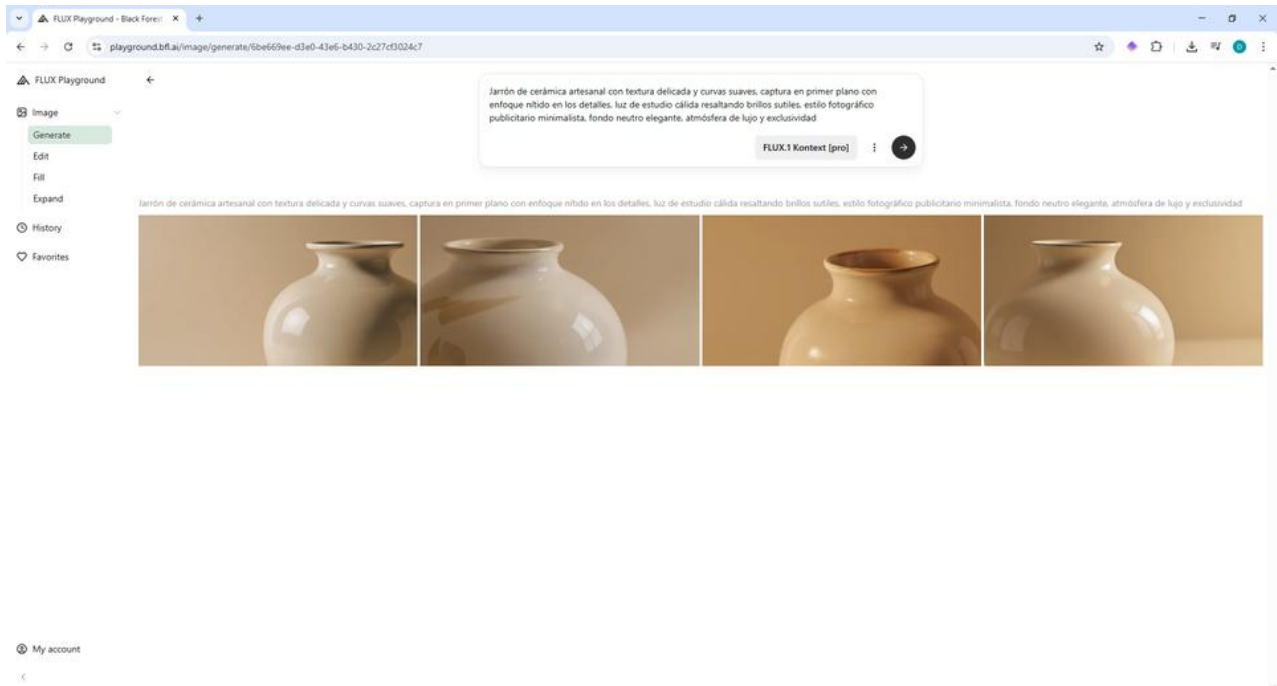 FLUX Playground - Black Forest
playground.bfl.ai/image/generate/6be669ee-d3e0-43e6-b430-2c27cf3024c7
FLUX Playground
Jarrón de cerámica artesanal con textura delicada y curvas suaves, captura en primer plano con
enfoque nítido en los detalles, luz de estudio cálida resaltando brillos sutiles, estilo fotográfico
publicitario minimalista, fondo neutro elegante, atmósfera de lujo y exclusividad
Image
Generate
FLUX.1 Kontext [pro]
Edit
Fill
Expand
Jarrón de cerámica artesanal con textura delicada y curvas suaves, captura en primer plano con enfoque nítido en los detalles, luz de estudio cálida resaltando brillos sutiles, estilo fotográfico publicitario minimalista, fondo neutro elegante, atmósfera de lujo y exclusividad
History
Favorites
My account